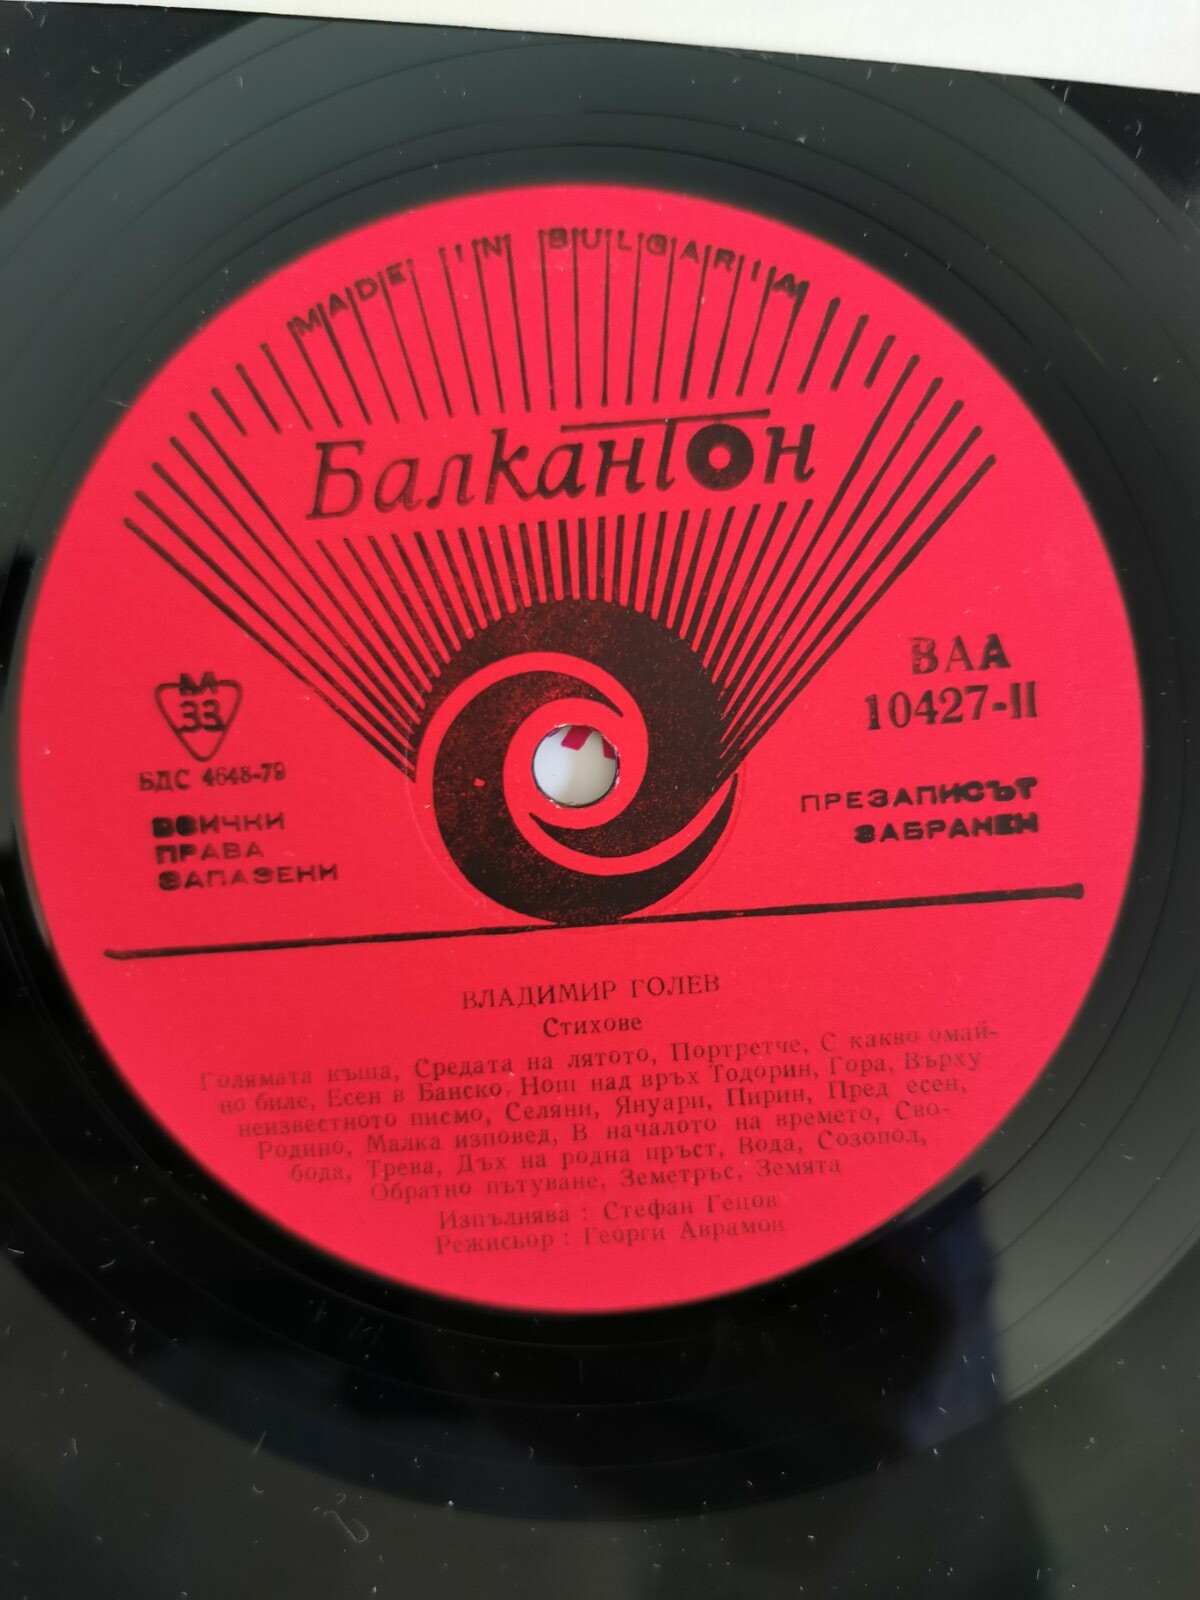 MADE IN BULGARIA
Балкантон
М
33
БДС 4648-79
ВСИЧКИ
ПРАВА
ЗАПАЗЕНИ
ВАА
10427-II
ПРЕЗАПИСЪТ
ЗАБРАНЕН
ВЛАДИМИР ГОЛЕВ
Стихове
Голямата къща, Средата на лятото, Портретче, С какво омай-
но биле, Есен в Банско, Нощ над връх Тодорин, Гора, Върху
неизвестното писмо, Селяни, Януари, Пирин, Пред есен,
Родино, Малка изповед, В началото на времето, Сво-
бода, Трева, Дъх на родна пръст, Вода, Созопол,
Обратно пътуване, Земетръс, Земята
Изпълнява : Стефан Гецов
Режисьор : Георги Аврамов